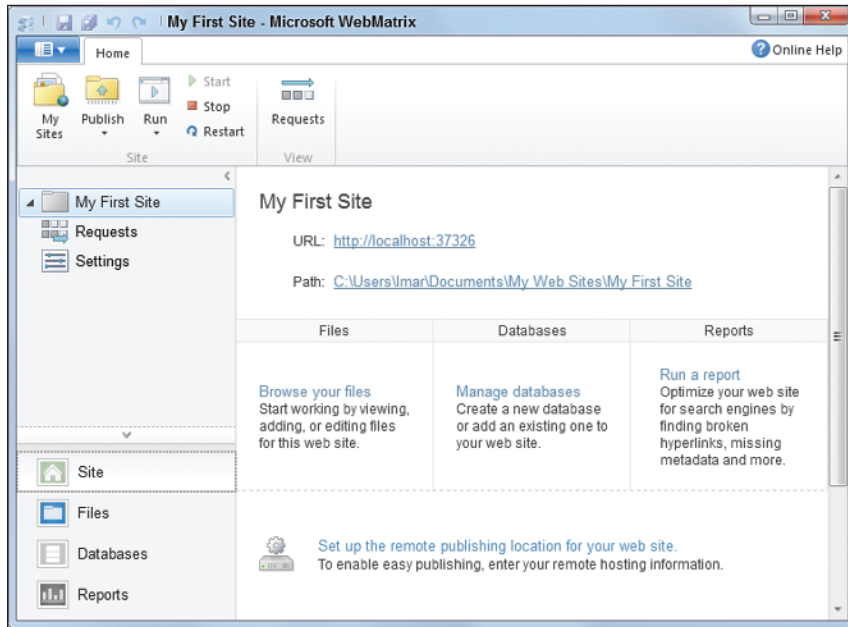 My First Site - Microsoft WebMatrix
Home
Online Help
My
Sites
Publish
Run
Start
Stop
Restart
Requests
Site
View
My First Site
Requests
Settings
Site
Files
Databases
Reports
My First Site
URL: http://localhost:37326
Path: C:\Users\Imar\Documents\My Web Sites\My First Site
Files
Databases
Reports
Browse your files
Start working by viewing,
adding, or editing files
for this web site.
Manage databases
Create a new database
or add an existing one to
your web site.
Run a report
Optimize your web site
for search engines by
finding broken
hyperlinks, missing
metadata and more.
Set up the remote publishing location for your web site.
To enable easy publishing, enter your remote hosting information.